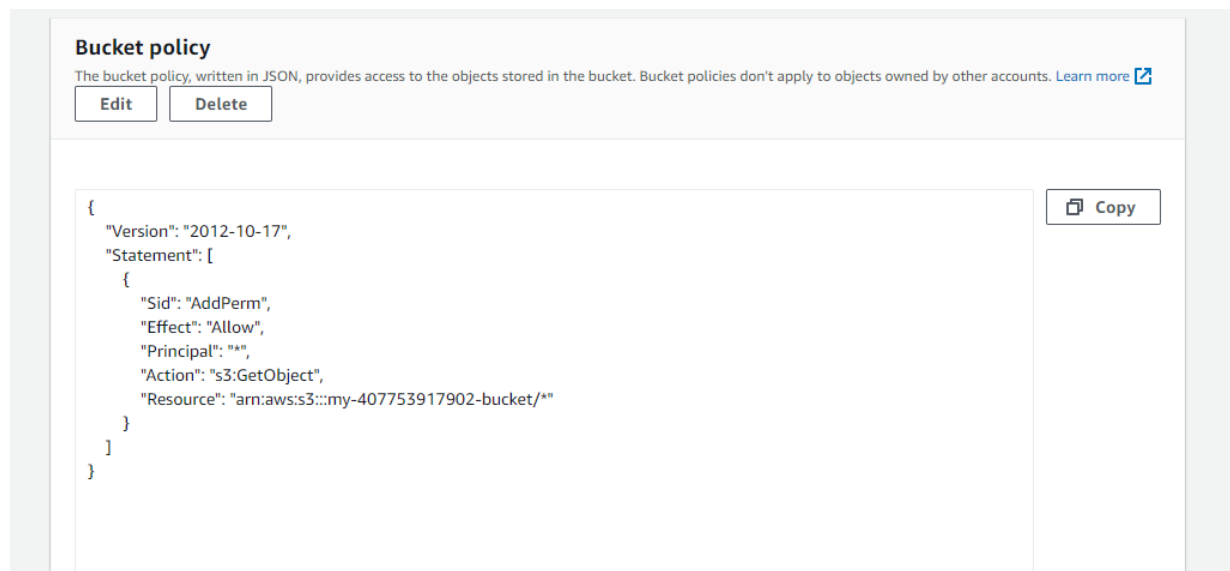 Bucket policy
The bucket policy, written in JSON, provides access to the objects stored in the bucket. Bucket policies don't apply to objects owned by other accounts. Learn more
Edit Delete
{
Copy
"Version": "2012-10-17",
"Statement": [
{
"Sid": "AddPerm",
"Effect": "Allow",
"Principal": "*",
"Action": "s3:GetObject",
"Resource": "arn:aws:s3:::my-407753917902-bucket/*"
}
]
}